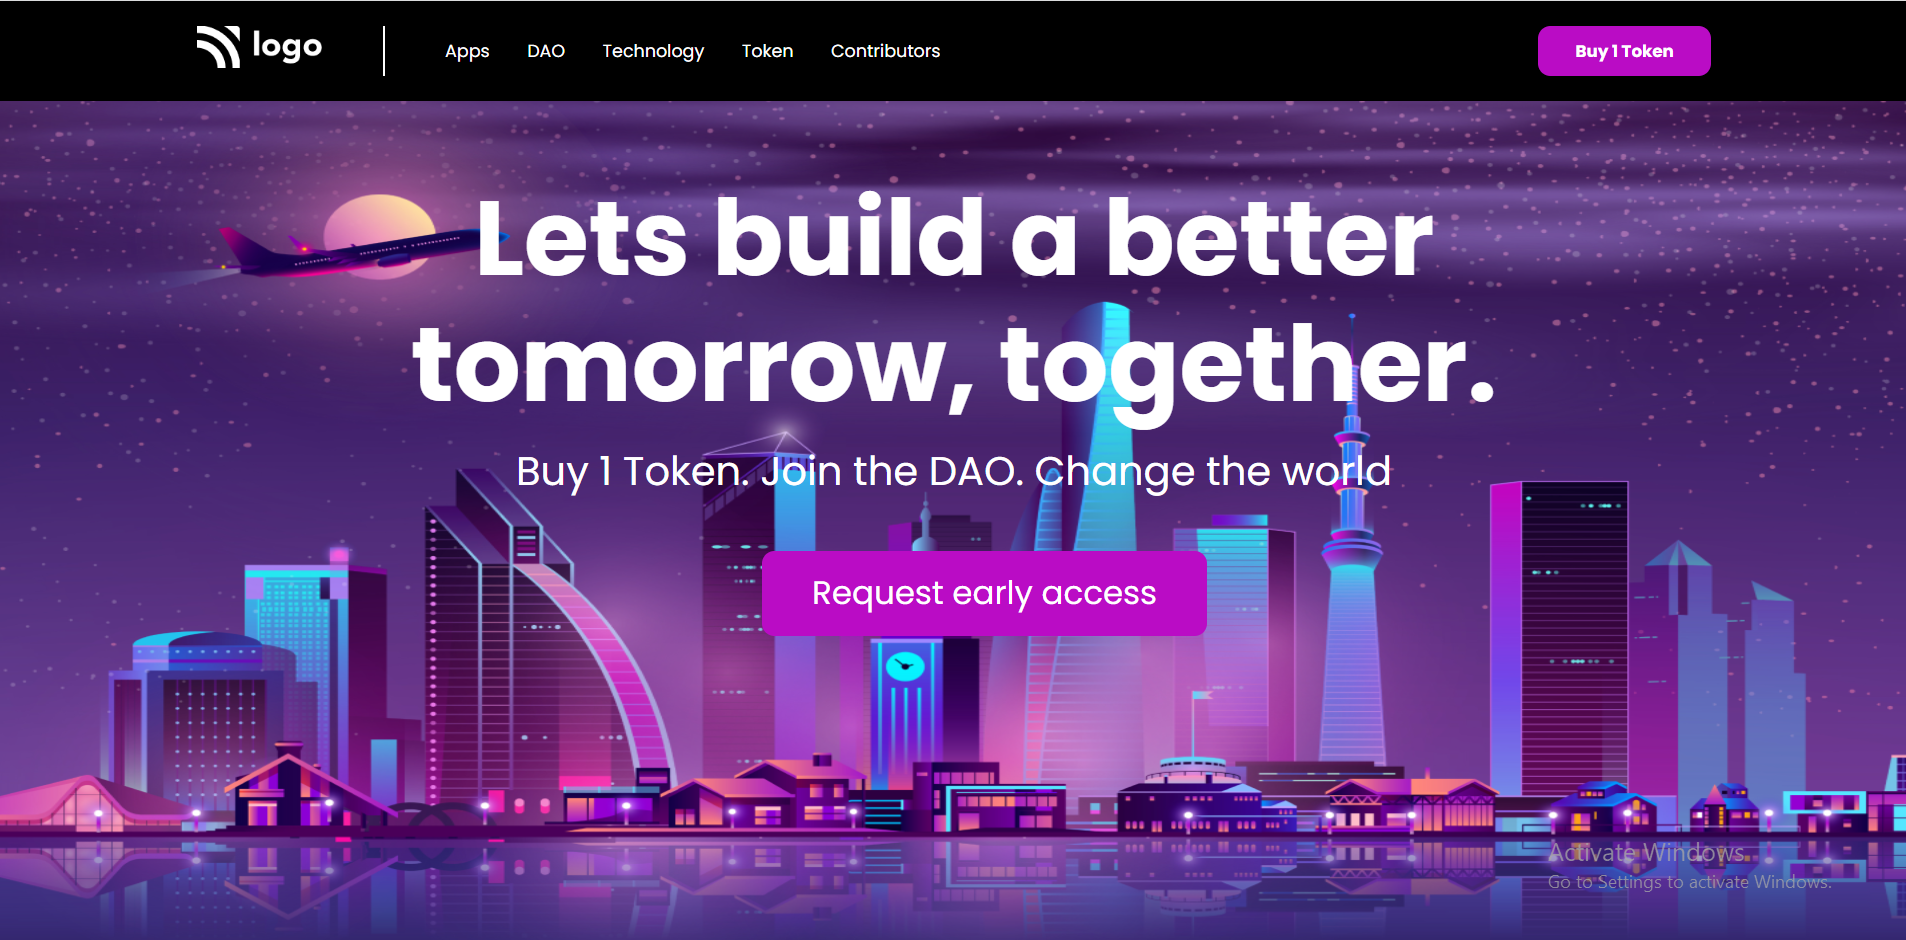 logo
Apps DAO Technology Token Contributors
Buy 1 Token
Lets build a better
tomorrow, together.
Buy 1 Token. Join the DAO. Change the world
Request early access
Activate Windows
Go to Settings to activate Windows.